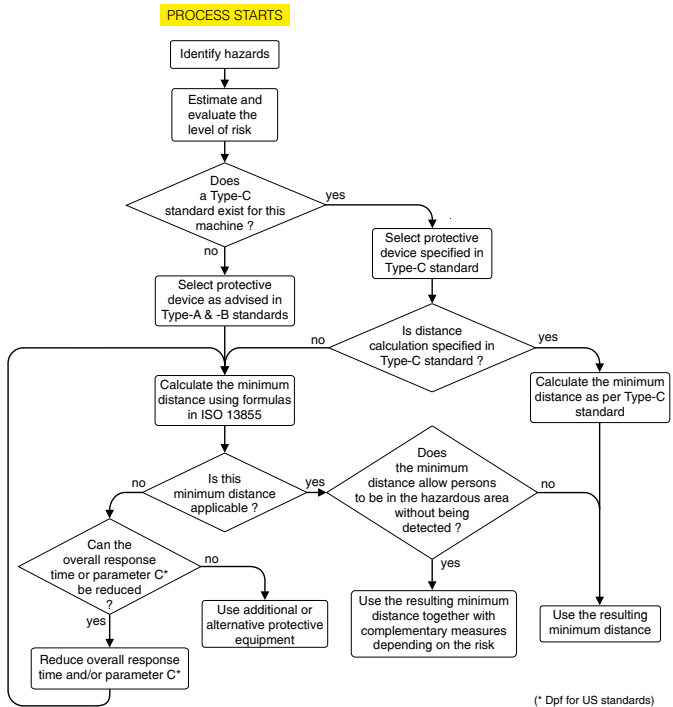 PROCESS STARTS
Identify hazards
Estimate and
evaluate the
level of risk
Does
a Type-C
standard exist for this
machine ?
yes
no
Select protective
device specified in
Type-C standard
Select protective
device as advised in
Type-A & -B standards
Is distance
calculation specified in
Type-C standard ?
no
yes
Calculate the minimum
distance using formulas
in ISO 13855
Calculate the minimum
distance as per Type-C
standard
Is this
minimum distance
applicable ?
no
yes
Does
the minimum
distance allow persons
to be in the hazardous area
without being
detected ?
no
yes
Can the
overall response
time or parameter C*
be reduced
?
no
yes
Use additional or
alternative protective
equipment
Use the resulting minimum
distance together with
complementary measures
depending on the risk
Use the resulting
minimum distance
Reduce overall response
time and/or parameter C*
(* Dpf for US standards)